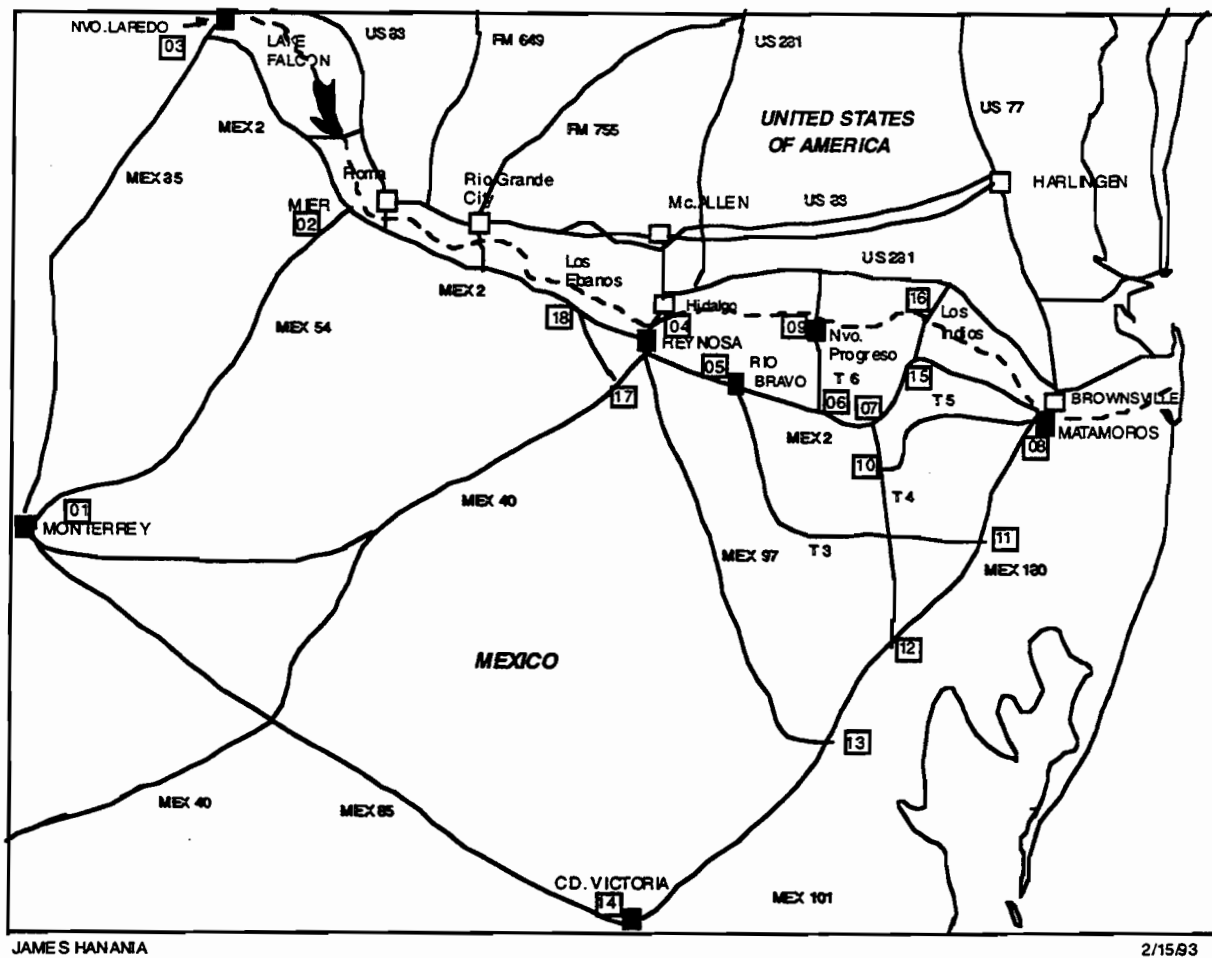 NVO. LAREDO
03
LAKE
FALCON
US 83
FM 649
US 281
UNITED STATES
OF AMERICA
US 77
MEX 2
FM 755
MEX 85
Roma
Rio Grande
City
HARLINGEN
MIER
02
Mc. ALLEN
US 83
Los
Ebanos
US 281
MEX 2
16
Los
Indios
MEX 54
18
Hidalgo
04
09
Nvo.
Progreso
REYNOSA
05
RIO
BRAVO
T 6
15
17
06
07
T 5
BROWNSVILLE
MEX 2
MATAMOROS
08
10
MEX 40
T 4
01
MONTERREY
MEX 97
T 3
11
MEX 180
12
MEXICO
13
MEX 40
MEX 85
CD. VICTORIA
14
MEX 101
JAMES HANANIA
2/15/93